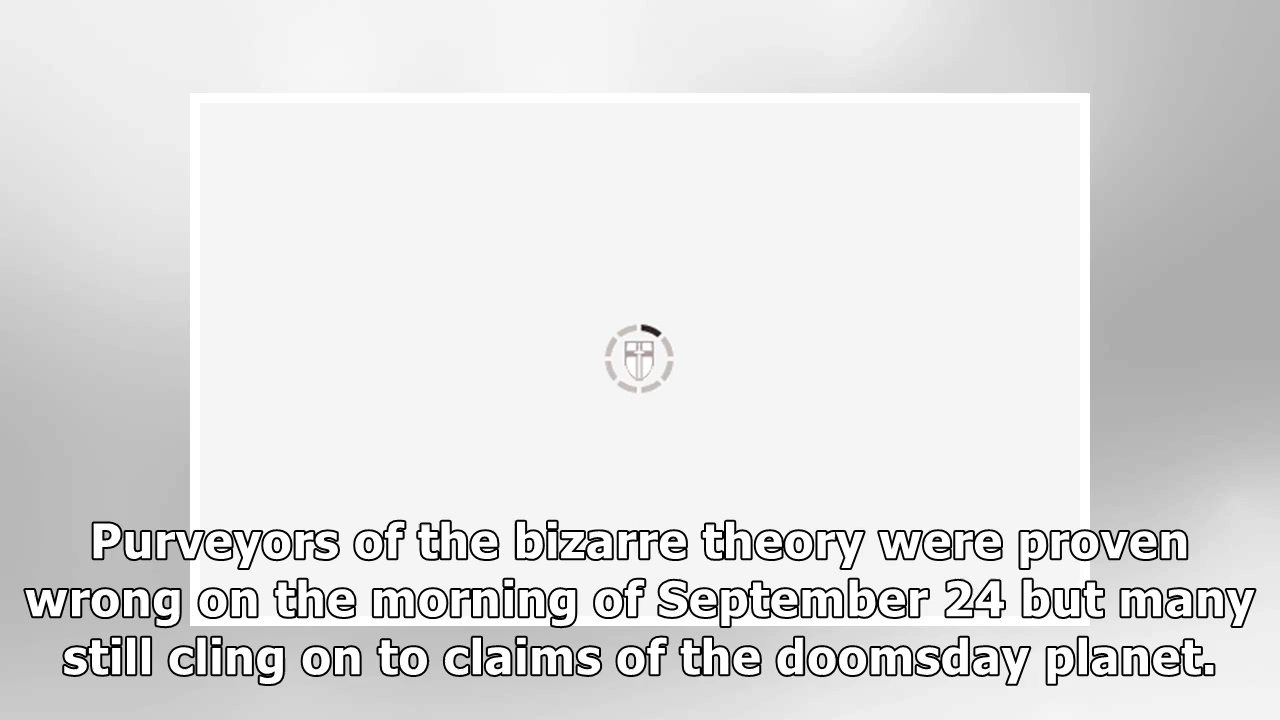 Purveyors of the bizarre theory were proven
wrong on the morning of September 24 but many
still cling on to claims of the doomsday planet.